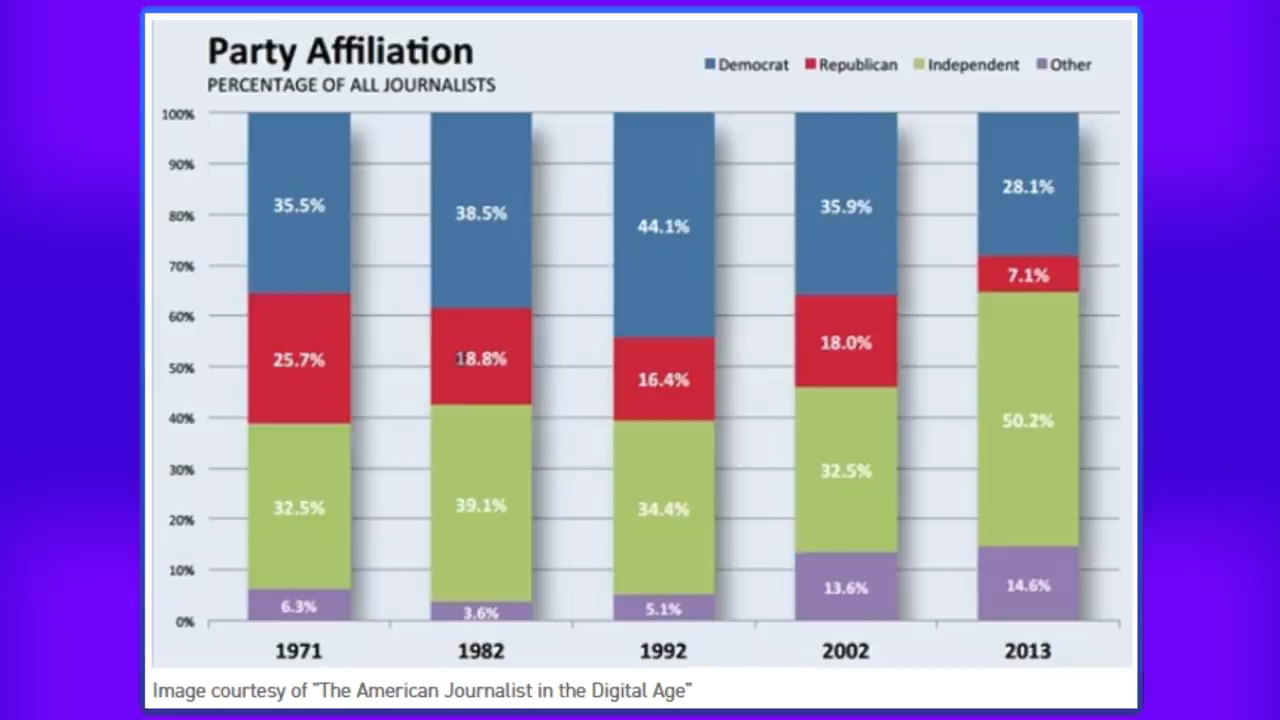 Party Affiliation
PERCENTAGE OF ALL JOURNALISTS
Democrat Republican Independent Other
100%
90%
80%
70%
60%
50%
40%
30%
20%
10%
0%
35.5% 38.5% 44.1% 35.9% 28.1%
25.7% 18.8% 16.4% 18.0% 7.1%
32.5% 39.1% 34.4% 32.5% 50.2%
6.3% 3.6% 5.1% 13.6% 14.6%
1971 1982 1992 2002 2013
Image courtesy of "The American Journalist in the Digital Age"